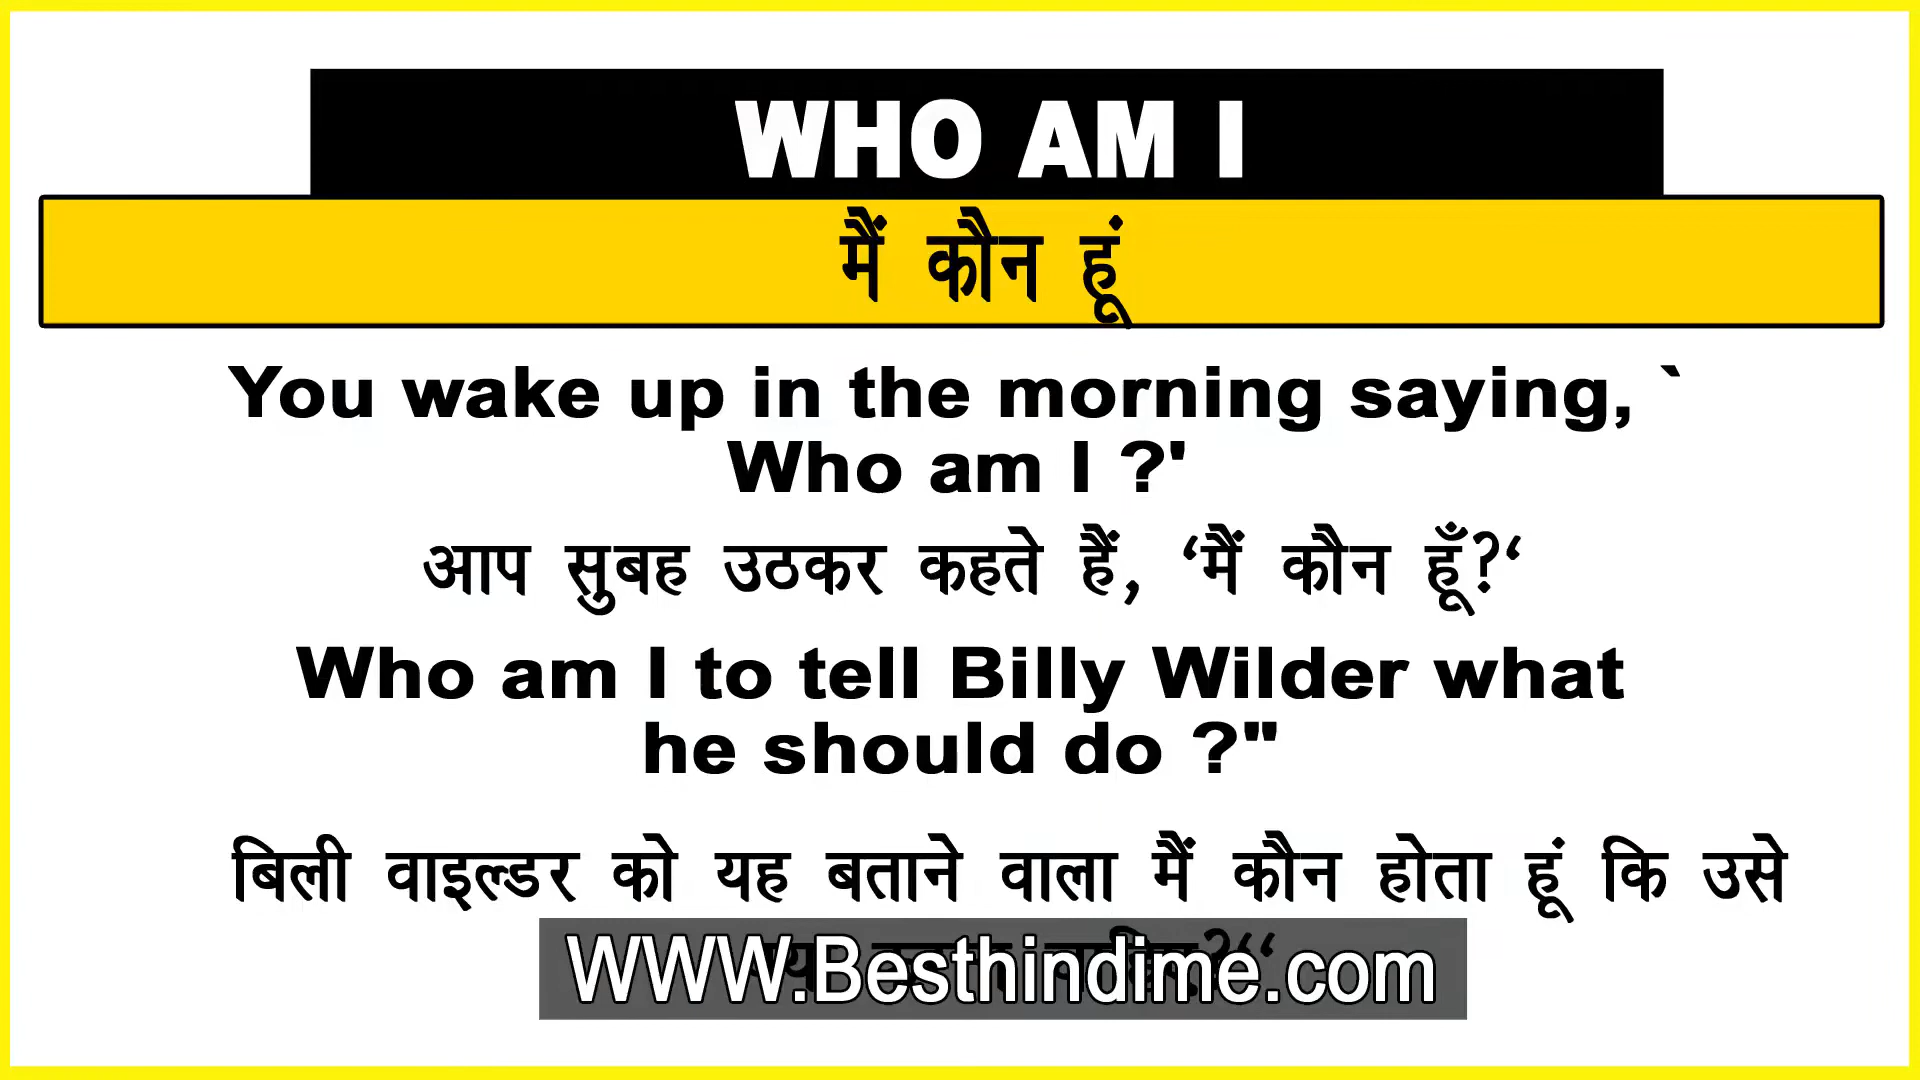 WHO AM I
मैं कौन हूं
You wake up in the morning saying, `
Who am I ?'
आप सुबह उठकर कहते हैं, ‘मैं कौन हूँ?‘
Who am I to tell Billy Wilder what
he should do ?"
बिली वाइल्डर को यह बताने वाला मैं कौन होता हूं कि उसे
WWW.Besthindime.com